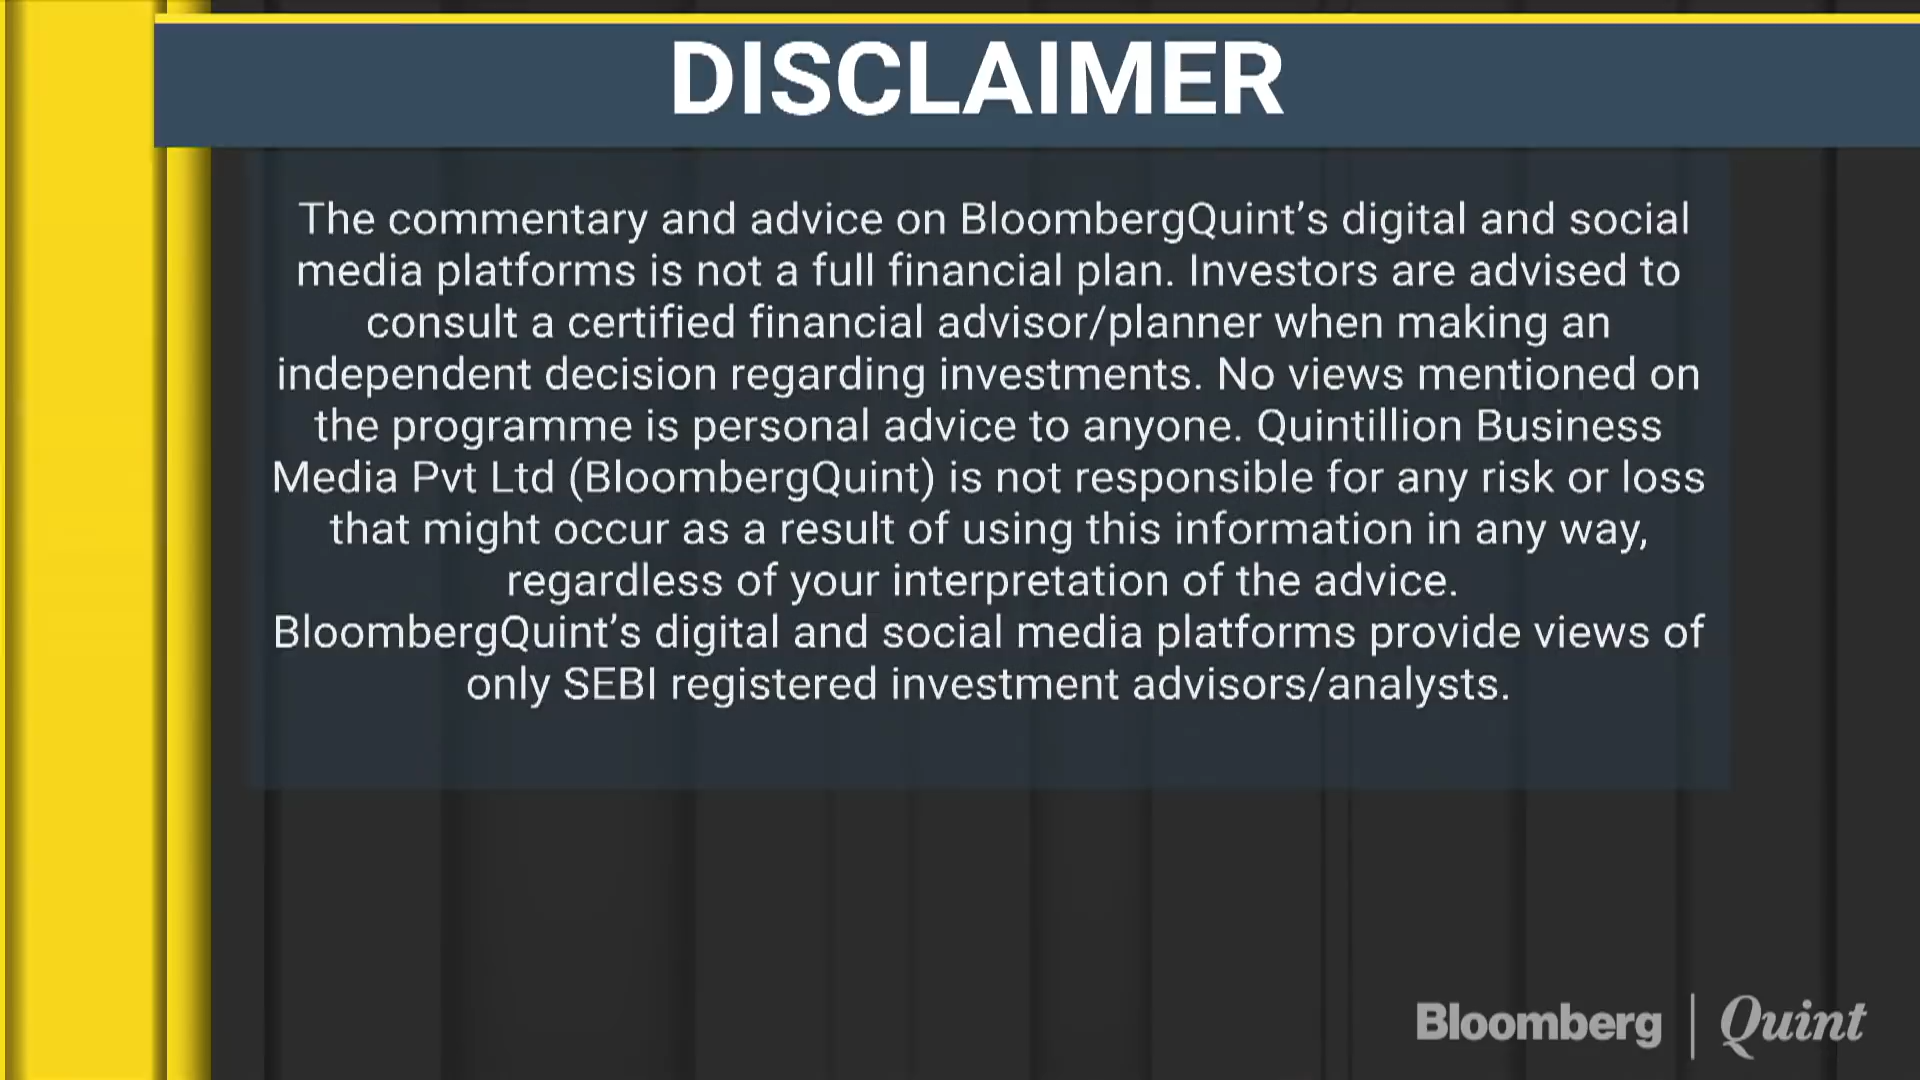 DISCLAIMER
The commentary and advice on BloombergQuint’s digital and social
media platforms is not a full financial plan. Investors are advised to
consult a certified financial advisor/planner when making an
independent decision regarding investments. No views mentioned on
the programme is personal advice to anyone. Quintillion Business
Media Pvt Ltd (BloombergQuint) is not responsible for any risk or loss
that might occur as a result of using this information in any way,
regardless of your interpretation of the advice.
BloombergQuint’s digital and social media platforms provide views of
only SEBI registered investment advisors/analysts.
Bloomberg | Quint